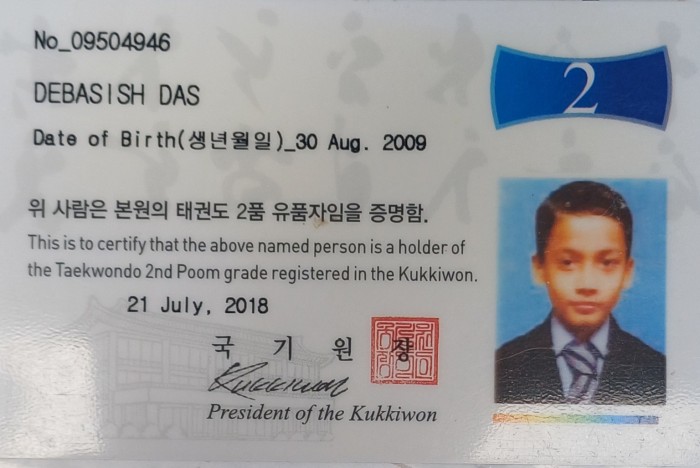 No_09504946
2
DEBASISH DAS
Date of Birth(생년월일)_30 Aug. 2009
위 사람은 본원의 태권도 2품 유품자임을 증명함.
This is to certify that the above named person is a holder of
the Taekwondo 2nd Poom grade registered in the Kukkiwon.
21 July, 2018
국 기 원 장
Kukkiwon
President of the Kukkiwon